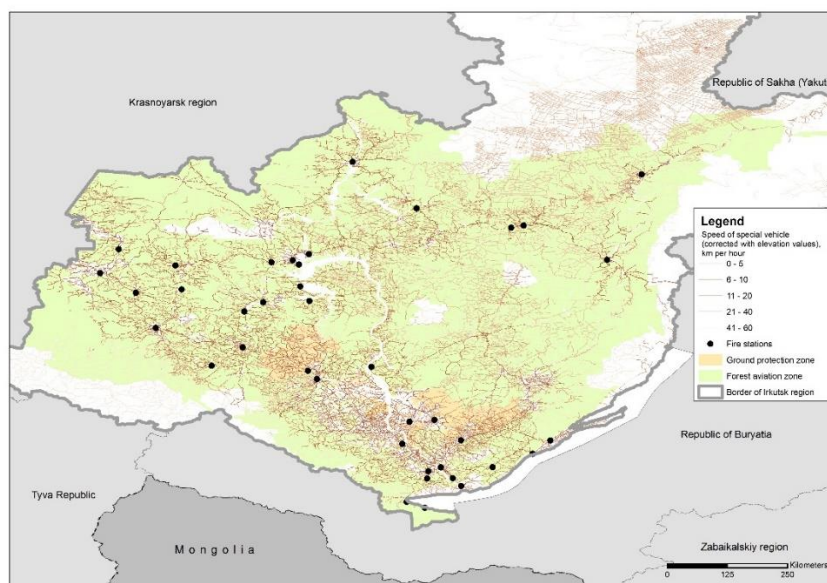 Republic of Sakha (Yakut
Krasnoyarsk region
Legend
Speed of special vehicle
(corrected with elevation values),
km per hour
0 - 5
6 - 10
11 - 20
21 - 40
41 - 60
Fire stations
Ground protection zone
Forest aviation zone
Border of Irkutsk region
Republic of Buryatia
Tyva Republic
Mongolia
Zabaikalskiy region
Kilometers
0 125 250